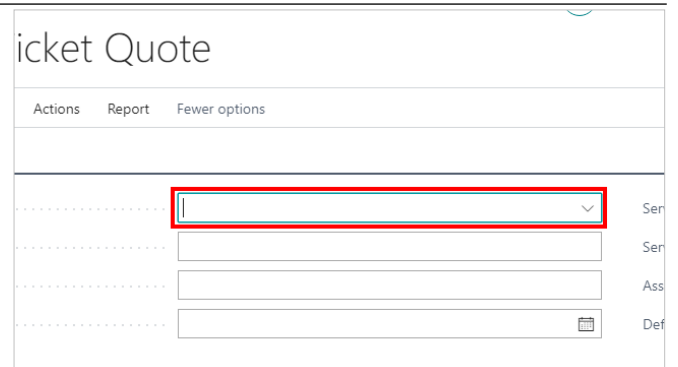 icket Quote
Actions Report Fewer options
Ser
Ser
Ass
Def